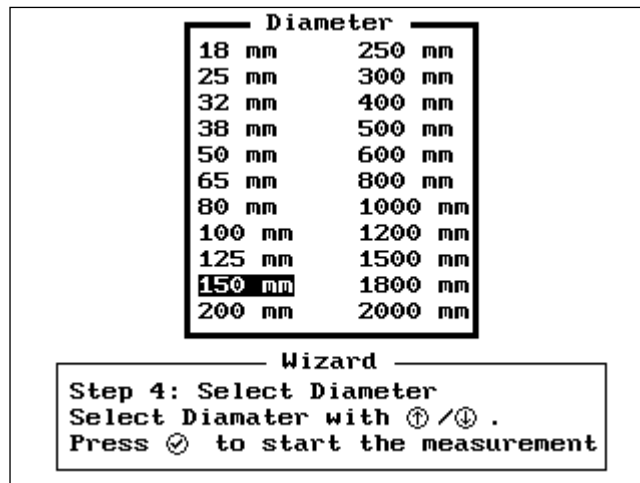 Diameter
18 mm 250 mm
25 mm 300 mm
32 mm 400 mm
38 mm 500 mm
50 mm 600 mm
65 mm 800 mm
80 mm 1000 mm
100 mm 1200 mm
125 mm 1500 mm
150 mm 1800 mm
200 mm 2000 mm
Wizard
Step 4: Select Diameter
Select Diamater with ↑/↓ .
Press ✓ to start the measurement